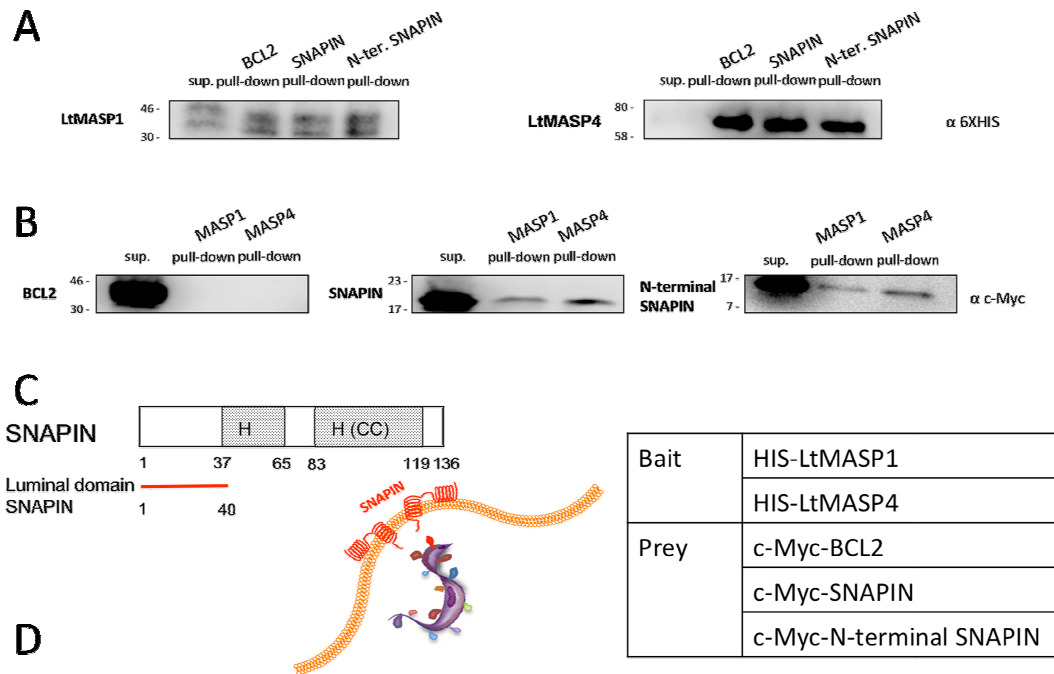 A
BCL2 SNAPIN N-ter. SNAPIN
sup. pull-down pull-down pull-down
LtMASP1
46 -
30 -
BCL2 SNAPIN N-ter. SNAPIN
sup. pull-down pull-down pull-down
LtMASP4
80 -
58 -
α 6XHIS
B
MASP1 MASP4
sup. pull-down pull-down
BCL2
46 -
30 -
MASP1 MASP4
sup. pull-down pull-down
SNAPIN
23 -
17 -
MASP1 MASP4
sup. pull-down pull-down
N-terminal
SNAPIN
17 -
7 -
α c-Myc
C
SNAPIN
H H (CC)
1 37 65 83 119 136
Luminal domain
SNAPIN 1 40
SNAPIN
D
Bait HIS-LtMASP1
HIS-LtMASP4
Prey c-Myc-BCL2
c-Myc-SNAPIN
c-Myc-N-terminal SNAPIN